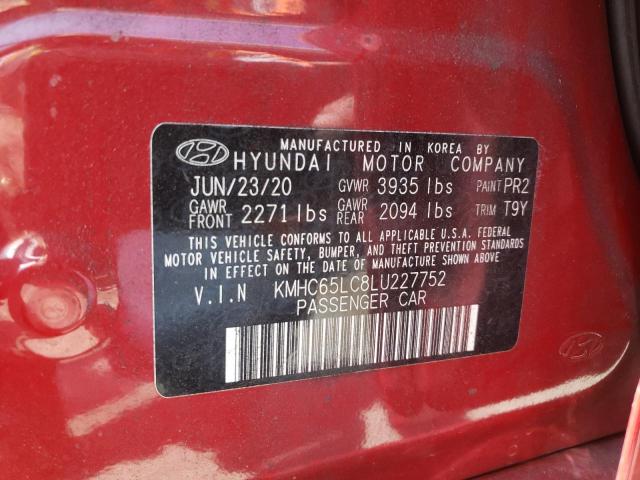 MANUFACTURED IN KOREA BY
HYUNDAI MOTOR COMPANY
JUN/23/20 GVWR 3935 lbs PAINT PR2
GAWR FRONT 2271 lbs GAWR REAR 2094 lbs TRIM T9Y
THIS VEHICLE CONFORMS TO ALL APPLICABLE U.S.A. FEDERAL
MOTOR VEHICLE SAFETY, BUMPER, AND THEFT PREVENTION STANDARDS
IN EFFECT ON THE DATE OF MANUFACTURE SHOWN ABOVE.
V.I.N KMHC65LC8LU227752
PASSENGER CAR